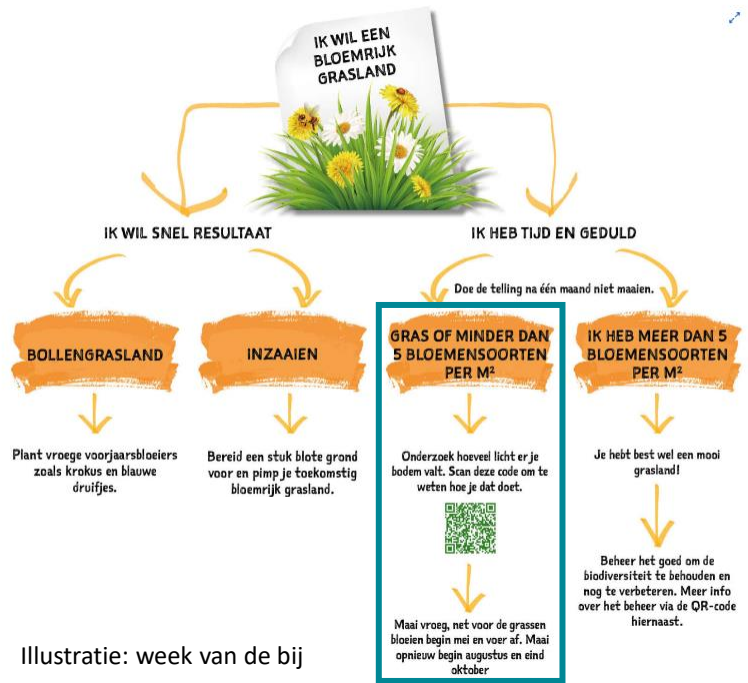 IK WIL EEN
BLOEMRIJK
GRASLAND
IK WIL SNEL RESULTAAT
IK HEB TIJD EN GEDULD
Doe de telling na één maand niet maaien.
BOLLENGRASLAND
INZAAIEN
GRAS OF MINDER DAN
5 BLOEMENSOORTEN
PER M²
IK HEB MEER DAN 5
BLOEMENSOORTEN
PER M²
Plant vroege voorjaarsbloeiers
zoals krokus en blauwe
druifjes.
Bereid een stuk blote grond
voor en pimp je toekomstig
bloemrijk grasland.
Onderzoek hoeveel licht er je
bodem valt. Scan deze code om te
weten hoe je dat doet.
Je hebt best wel een mooi
grasland!
Maai vroeg, net voor de grassen
bloeien begin mei en voer af. Maai
opnieuw begin augustus en eind
oktober
Beheer het goed om de
biodiversiteit te behouden en
nog te verbeteren. Meer info
over het beheer via de QR-code
hiernaast.
Illustratie: week van de bij